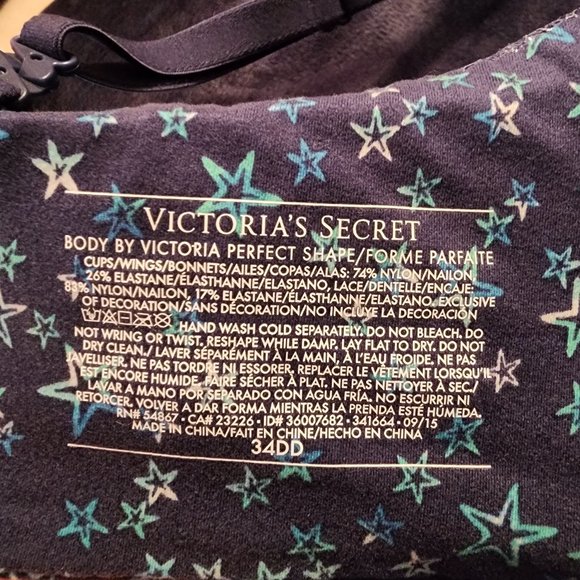 VICTORIA'S SECRET
BODY BY VICTORIA PERFECT SHAPE/FORME PARFAITE
CUPS/WINGS/BONNETS/AILES/COPAS/ALAS: 74% NYLON/NAILON,
26% ELASTANE/ÉLASTHANNE/ELASTANO, LACE/DENTELLE/ENCAJE:
83% NYLON/NAILON, 17% ELASTANE/ÉLASTHANNE/ELASTANO. EXCLUSIVE
OF DECORATION/SANS DÉCORATION/NO INCLUYE LA DECORACIÓN
HAND WASH COLD SEPARATELY. DO NOT BLEACH. DO
NOT WRING OR TWIST. RESHAPE WHILE DAMP. LAY FLAT TO DRY. DO NOT
DRY CLEAN./ LAVER SÉPARÉMENT À LA MAIN, À L'EAU FROIDE. NE PAS
JAVELLISER. NE PAS TORDRE NI ESSORER. REPLACER LE VÊTEMENT LORSQU'IL
EST ENCORE HUMIDE. FAIRE SÉCHER À PLAT. NE PAS NETTOYER À SEC./
LAVAR A MANO POR SEPARADO CON AGUA FRÍA. NO ESCURRIR NI
RETORCER. VOLVER A DAR FORMA MIENTRAS LA PRENDA ESTÉ HÚMEDA.
RN# 54867 • CA# 23226 • ID# 36007682 • 341664 • 09/15
MADE IN CHINA/FAIT EN CHINE/HECHO EN CHINA
34DD